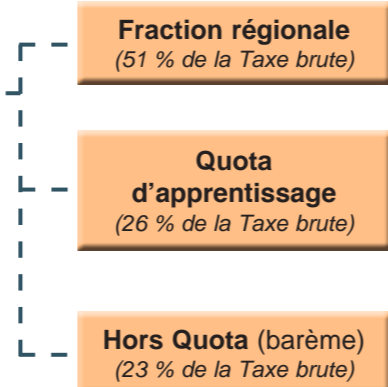 Fraction régionale
(51 % de la Taxe brute)
Quota
d’apprentissage
(26 % de la Taxe brute)
Hors Quota (barème)
(23 % de la Taxe brute)